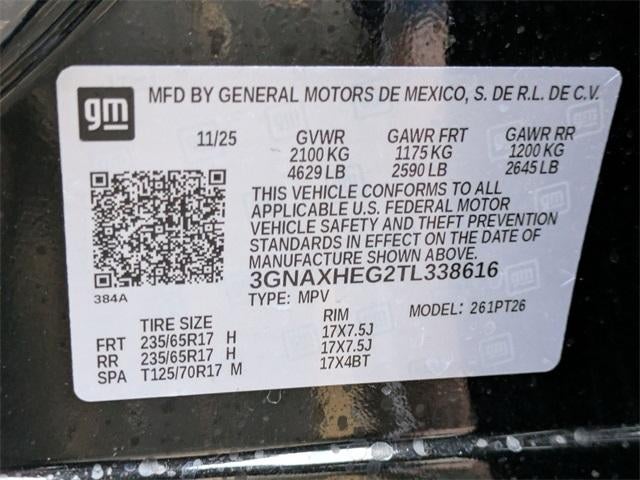 gm
MFD BY GENERAL MOTORS DE MEXICO, S. DE R.L. DE C.V.
11/25 GVWR GAWR FRT GAWR RR
2100 KG 1175 KG 1200 KG
4629 LB 2590 LB 2645 LB
THIS VEHICLE CONFORMS TO ALL
APPLICABLE U.S. FEDERAL MOTOR
VEHICLE SAFETY AND THEFT PREVENTION
STANDARDS IN EFFECT ON THE DATE OF
MANUFACTURE SHOWN ABOVE.
3GNAXHEG2TL338616
384A
TYPE: MPV MODEL: 261PT26
TIRE SIZE RIM
FRT 235/65R17 H 17X7.5J
RR 235/65R17 H 17X7.5J
SPA T125/70R17 M 17X4BT